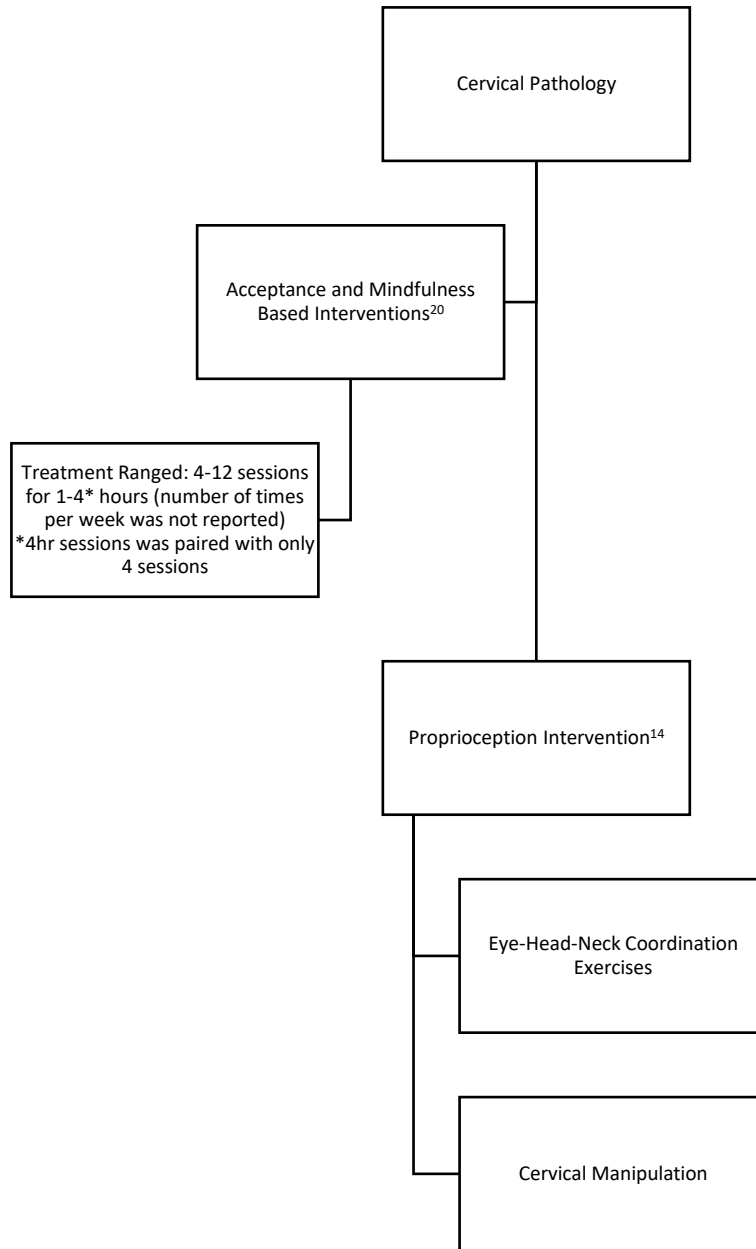 Cervical Pathology
Acceptance and Mindfulness
Based Interventions²⁰
Treatment Ranged: 4-12 sessions
for 1-4* hours (number of times
per week was not reported)
*4hr sessions was paired with only
4 sessions
Proprioception Intervention¹⁴
Eye-Head-Neck Coordination
Exercises
Cervical Manipulation